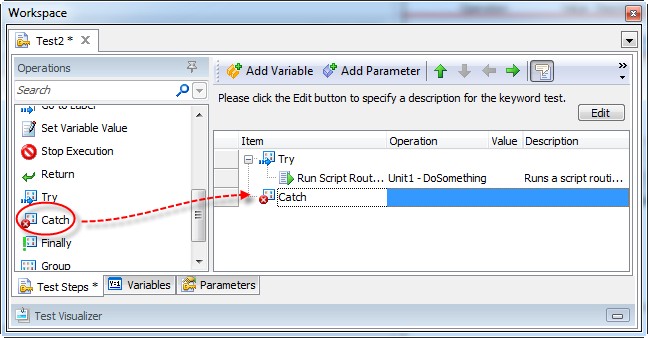 Workspace
Test2 *
Operations
Search
Go to Label
Set Variable Value
Stop Execution
Return
Try
Catch
Finally
Group
Add Variable Add Parameter
Please click the Edit button to specify a description for the keyword test.
Edit
Item Operation Value Description
Try
Run Script Rout... Unit1 - DoSomething Runs a script routi...
Catch
Test Steps * Variables Parameters
Test Visualizer